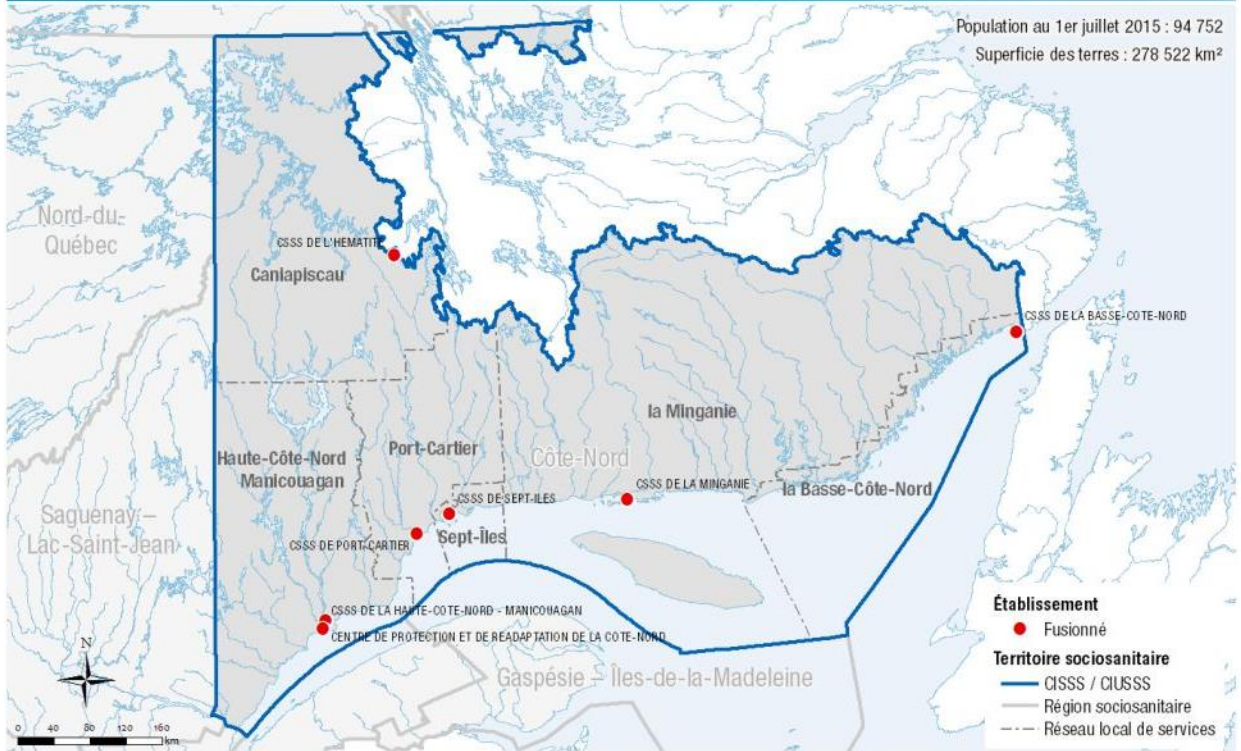 Population au 1er juillet 2015 : 94 752
Superficie des terres : 278 522 km²
Nord-du-
Québec
CSSS DE L'HEMATITE
Caniapiscau
CSSS DE LA BASSE-COTE-NORD
la Minganie
Port-Cartier
Haute-Côte-Nord
Manicouagan
Côte-Nord
CSSS DE LA MINGANIE
la Basse-Côte-Nord
CSSS DE SEPT-ILES
Sept-Îles
CSSS DE PORT-CARTIER
Saguenay –
Lac-Saint-Jean
CSSS DE LA HAUTE-COTE-NORD - MANICOUAGAN
CENTRE DE PROTECTION ET DE READAPTATION DE LA COTE-NORD
Gaspésie – Îles-de-la-Madeleine
N
0 40 80 120 160
km
Établissement
Fusionné
Territoire sociosanitaire
CISSS / CIUSSS
Région sociosanitaire
Réseau local de services